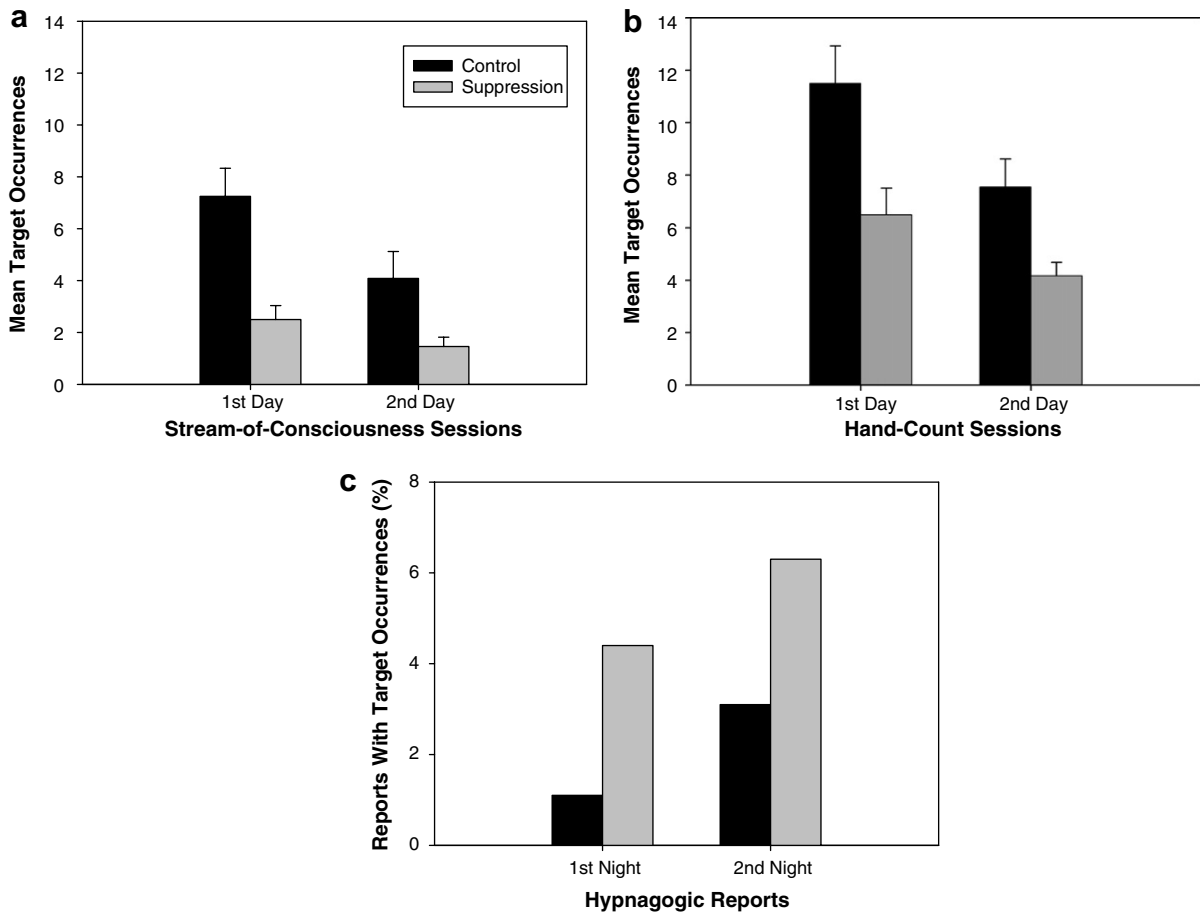 a
14
12
10
8
6
4
2
0
Mean Target Occurrences
Control
Suppression
1st Day 2nd Day
Stream-of-Consciousness Sessions
b
14
12
10
8
6
4
2
0
Mean Target Occurrences
1st Day 2nd Day
Hand-Count Sessions
c
8
6
4
2
0
Reports With Target Occurrences (%)
1st Night 2nd Night
Hypnagogic Reports